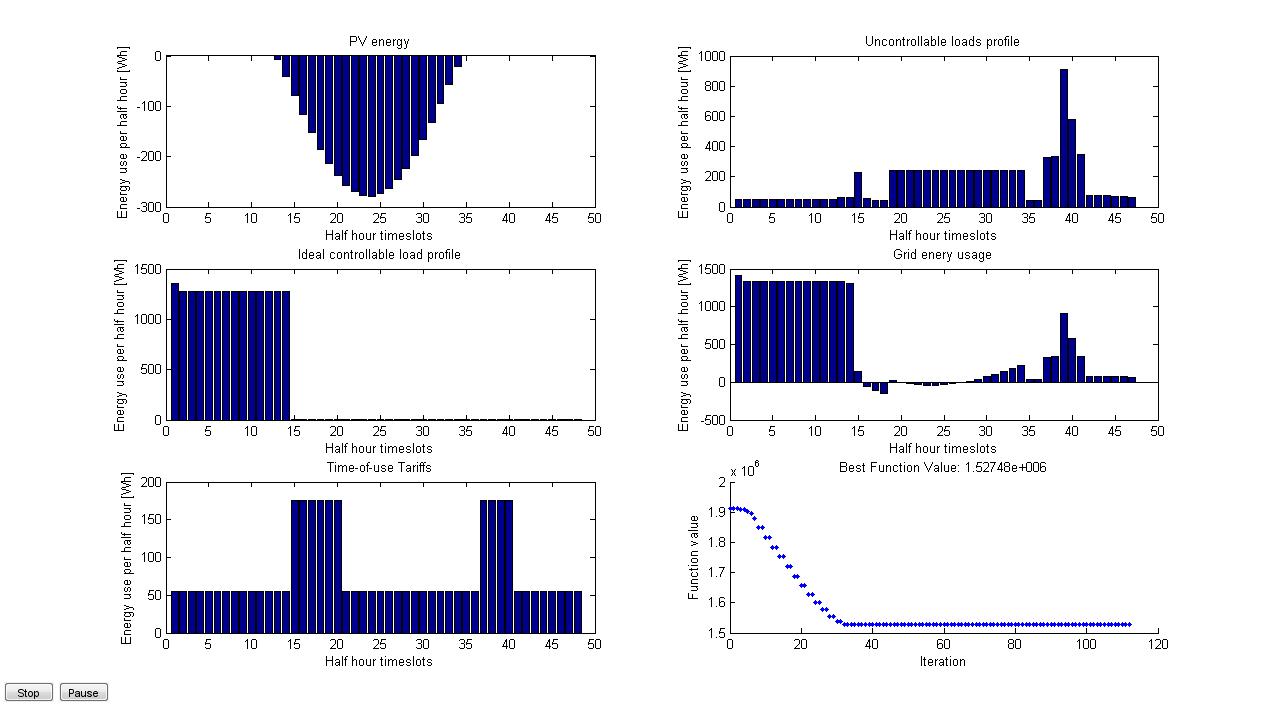 PV energy
Energy use per half hour [Wh]
0
-100
-200
-300
0 5 10 15 20 25 30 35 40 45 50
Half hour timeslots
Uncontrollable loads profile
Energy use per half hour [Wh]
1000
800
600
400
200
0
0 5 10 15 20 25 30 35 40 45 50
Half hour timeslots
Ideal controllable load profile
Energy use per half hour [Wh]
1500
1000
500
0
0 5 10 15 20 25 30 35 40 45 50
Half hour timeslots
Grid enery usage
Energy use per half hour [Wh]
1500
1000
500
0
-500
0 5 10 15 20 25 30 35 40 45 50
Half hour timeslots
Time-of-use Tariffs
Energy use per half hour [Wh]
200
150
100
50
0
0 5 10 15 20 25 30 35 40 45 50
Half hour timeslots
Best Function Value: 1.52748e+006
x 10^6
Function value
2
1.9
1.8
1.7
1.6
1.5
0 20 40 60 80 100 120
Iteration
Stop Pause